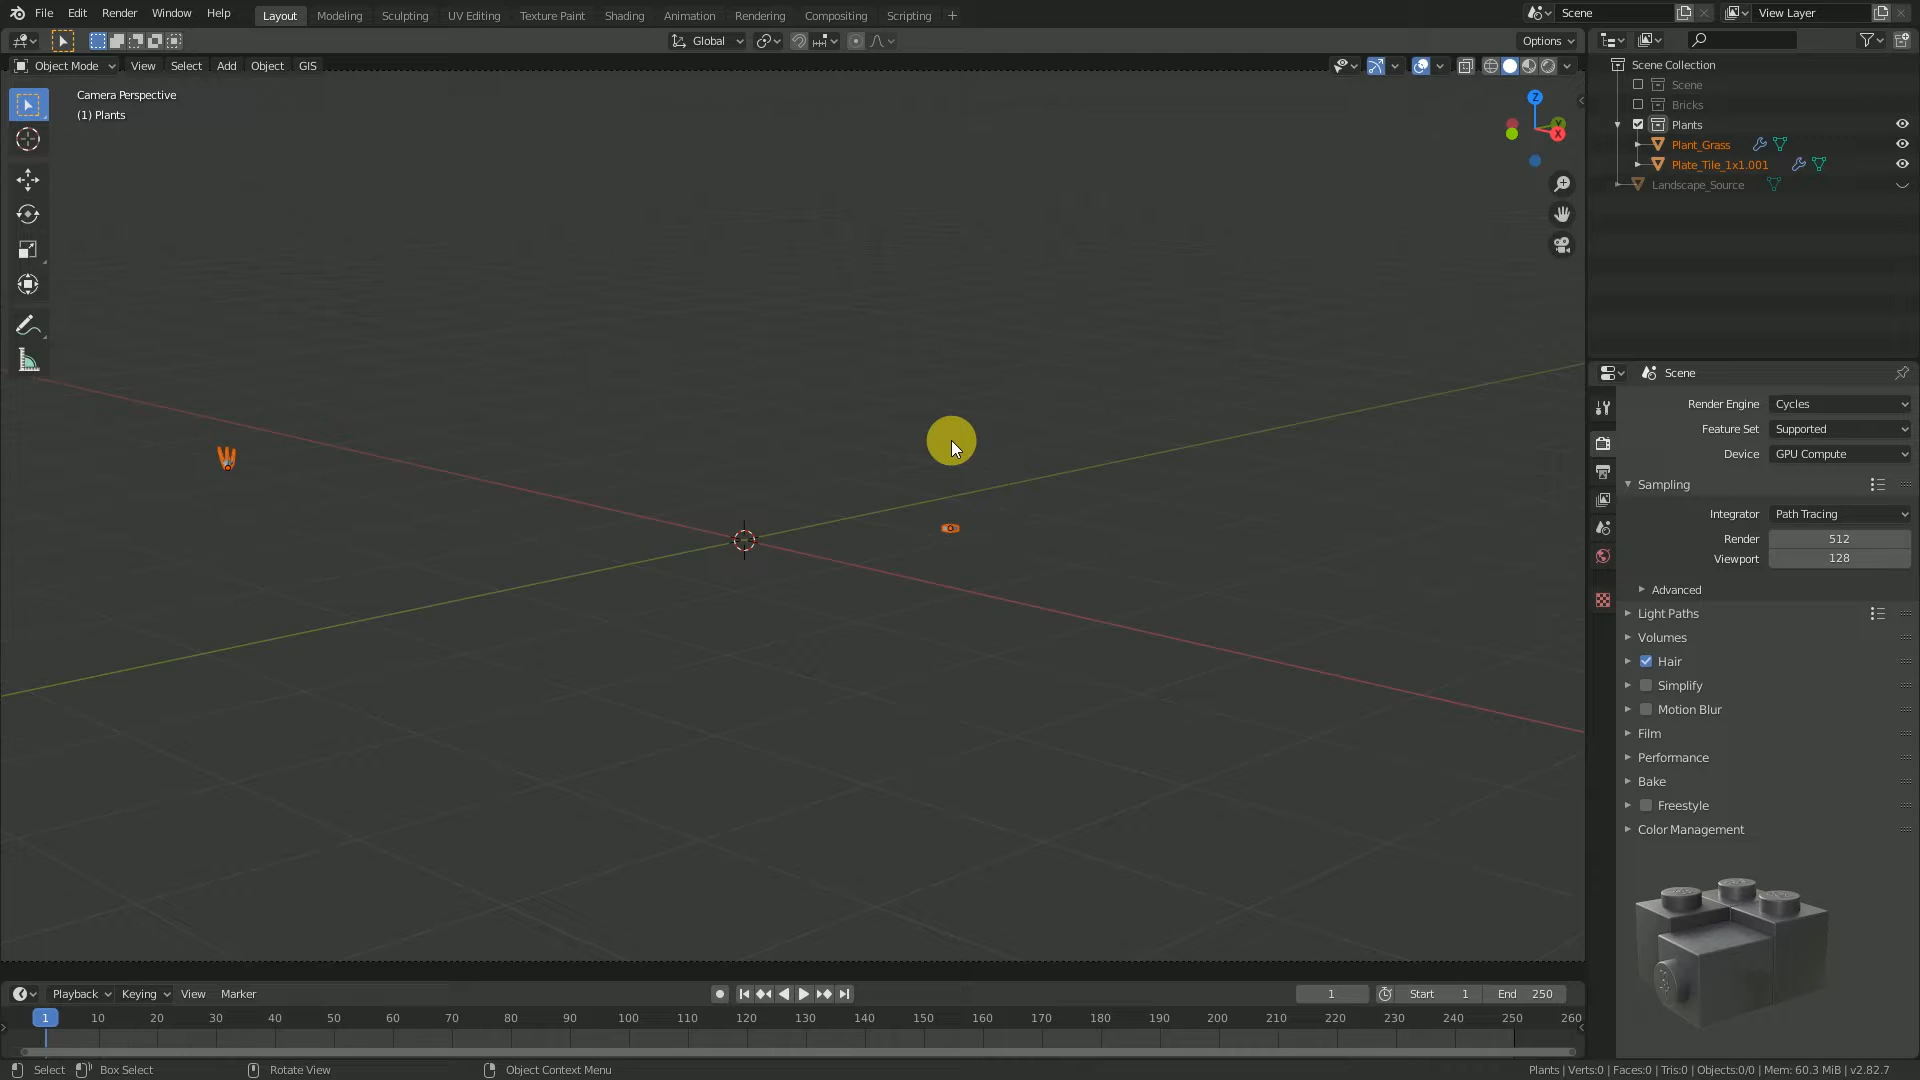 File Edit Render Window Help Layout Modeling Sculpting UV Editing Texture Paint Shading Animation Rendering Compositing Scripting + Scene View Layer
Global Options
Object Mode View Select Add Object GIS
Camera Perspective
(1) Plants
Z
Y
X
Scene Collection
Scene
Bricks
Plants
Plant_Grass
Plate_Tile_1x1.001
Landscape_Source
Scene
Render Engine Cycles
Feature Set Supported
Device GPU Compute
Sampling
Integrator Path Tracing
Render 512
Viewport 128
Advanced
Light Paths
Volumes
Hair
Simplify
Motion Blur
Film
Performance
Bake
Freestyle
Color Management
Playback Keying View Marker 1 Start 1 End 250
1 10 20 30 40 50 60 70 80 90 100 110 120 130 140 150 160 170 180 190 200 210 220 230 240 250 260
Select Box Select Rotate View Object Context Menu Plants | Verts:0 | Faces:0 | Tris:0 | Objects:0/0 | Mem: 60.3 MiB | v2.82.7